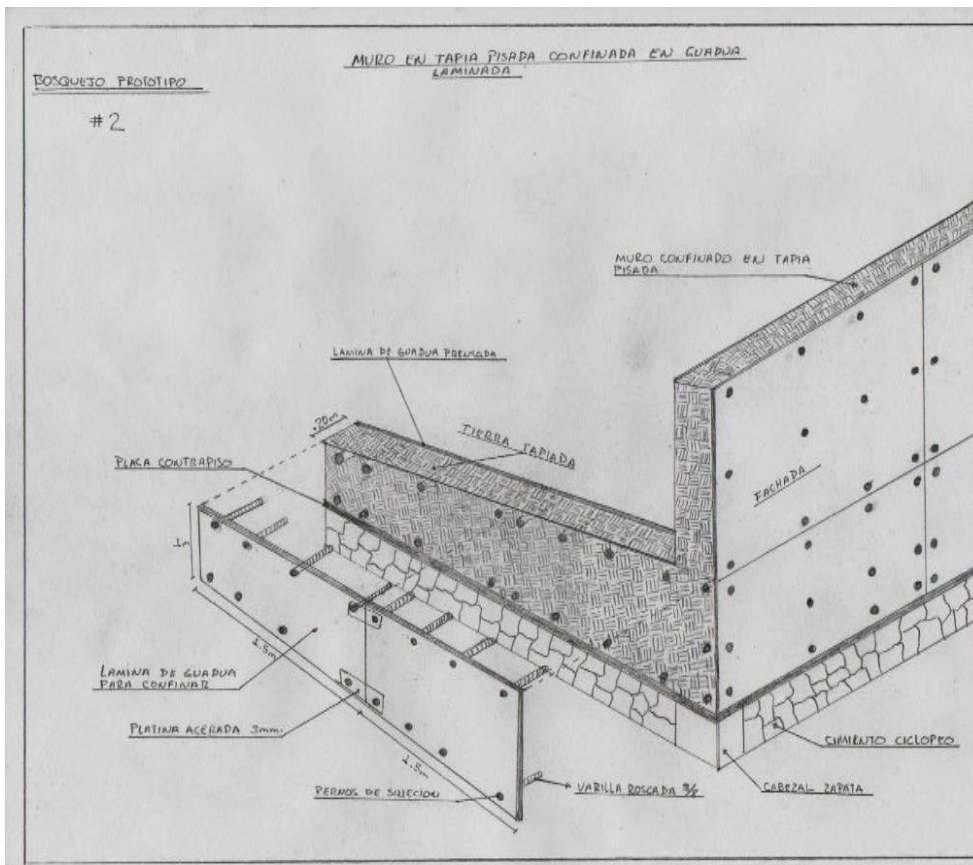 MURO EN TAPIA PISADA CONFINADA EN GUADUA
LAMINADA
BOSQUEJO PROTOTIPO
#2
MURO CONFINADO EN TAPIA
PISADA
LAMINA DE GUADUA PRENSADA
.20m
TIERRA TAPIADA
PLACA CONTRAPISO
FACHADA
1m
1.5m
LAMINA DE GUADUA
PARA CONFINAR
PLATINA ACERADA 3mm.
1.5m
PERNOS DE SUJECION
VARILLA ROSCADA 3/8
CIMIENTO CICLOPEO
CABEZAL ZAPATA